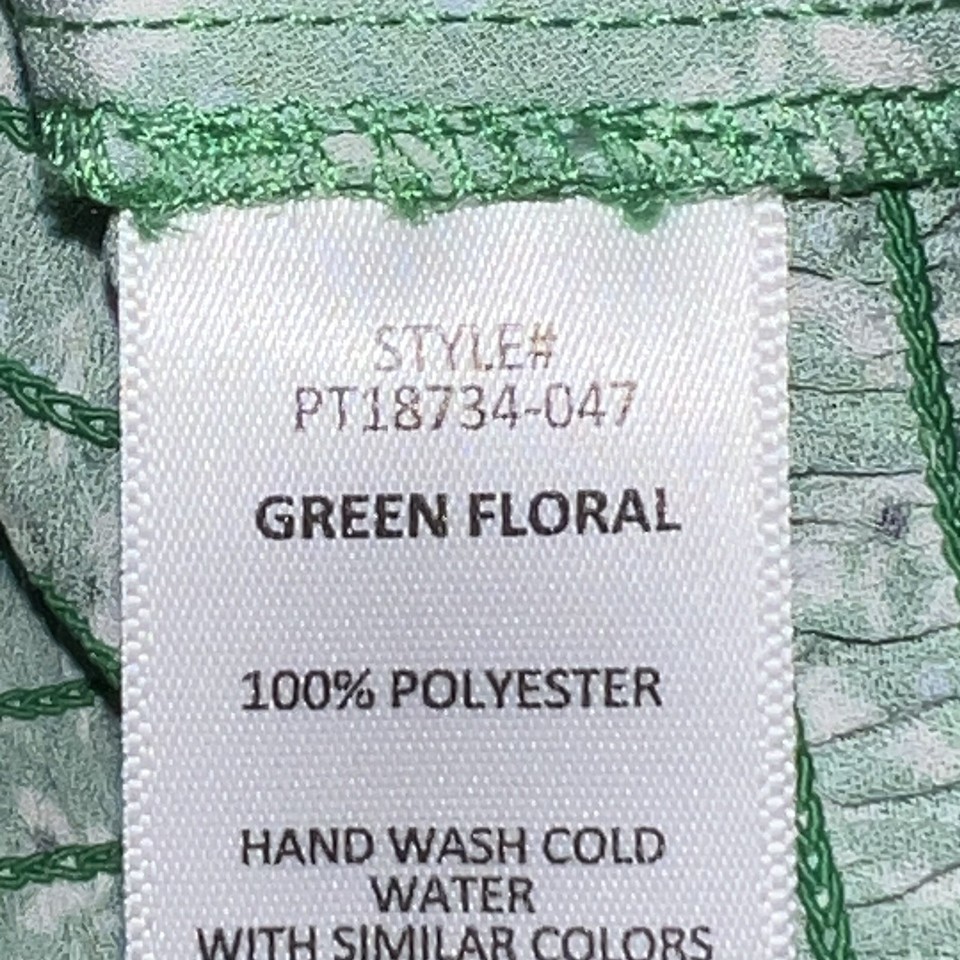 STYLE#
PT18734-047
GREEN FLORAL
100% POLYESTER
HAND WASH COLD
WATER
WITH SIMILAR COLORS